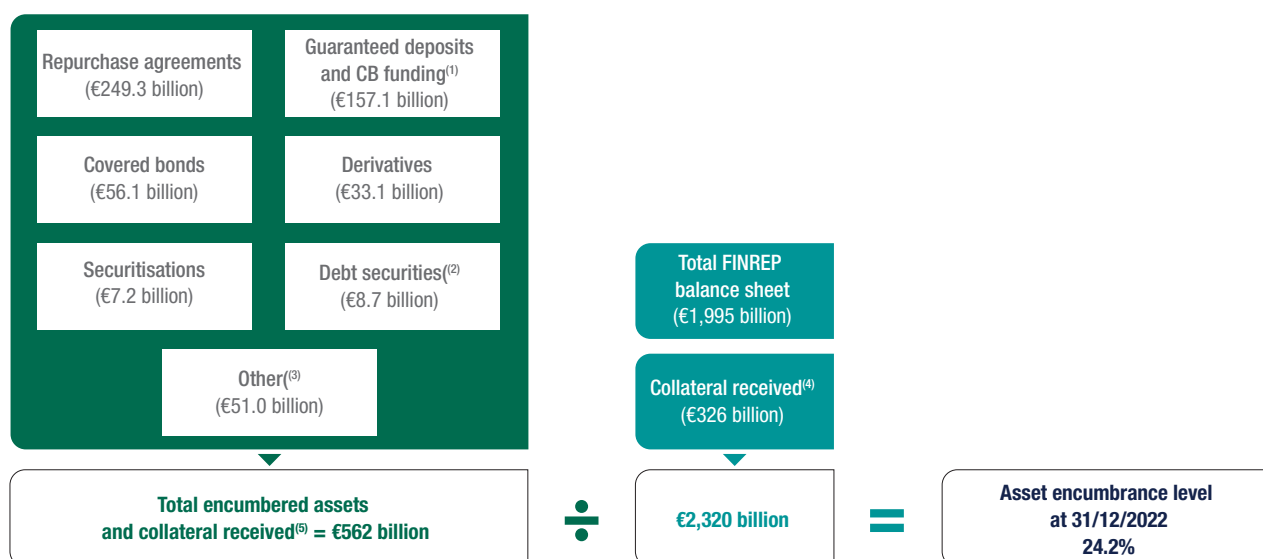 Repurchase agreements
(€249.3 billion)
Guaranteed deposits
and CB funding(1)
(€157.1 billion)
Covered bonds
(€56.1 billion)
Derivatives
(€33.1 billion)
Securitisations
(€7.2 billion)
Debt securities((2)
(€8.7 billion)
Other((3)
(€51.0 billion)
Total FINREP
balance sheet
(€1,995 billion)
Collateral received(4)
(€326 billion)
Total encumbered assets
and collateral received(5) = €562 billion
÷
€2,320 billion
=
Asset encumbrance level
at 31/12/2022
24.2%